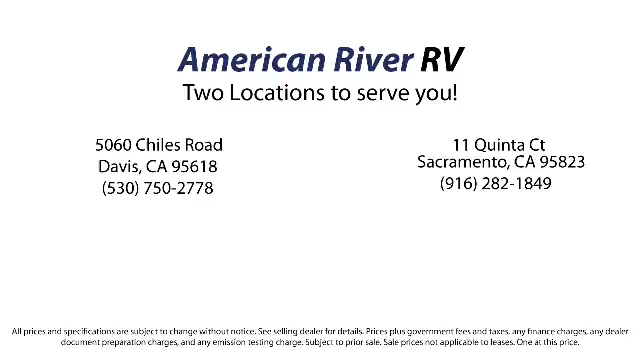 American River RV
Two Locations to serve you!
5060 Chiles Road
Davis, CA 95618
(530) 750-2778
11 Quinta Ct
Sacramento, CA 95823
(916) 282-1849
All prices and specifications are subject to change without notice. See selling dealer for details. Prices plus government fees and taxes, any finance charges, any dealer
document preparation charges, and any emission testing charge. Subject to prior sale. Sale prices not applicable to leases. One at this price.